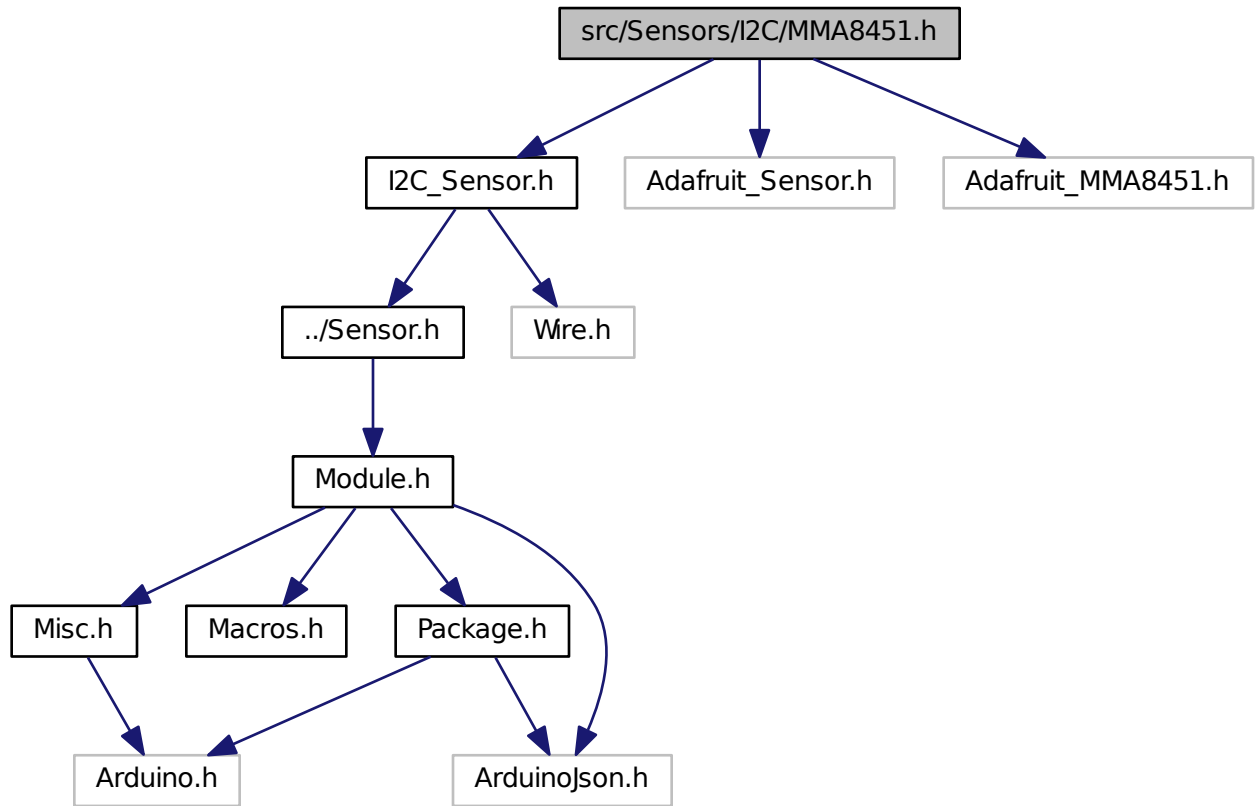 src/Sensors/I2C/MMA8451.h
I2C_Sensor.h
Adafruit_Sensor.h
Adafruit_MMA8451.h
../Sensor.h
Wire.h
Module.h
Misc.h
Macros.h
Package.h
Arduino.h
ArduinoJson.h